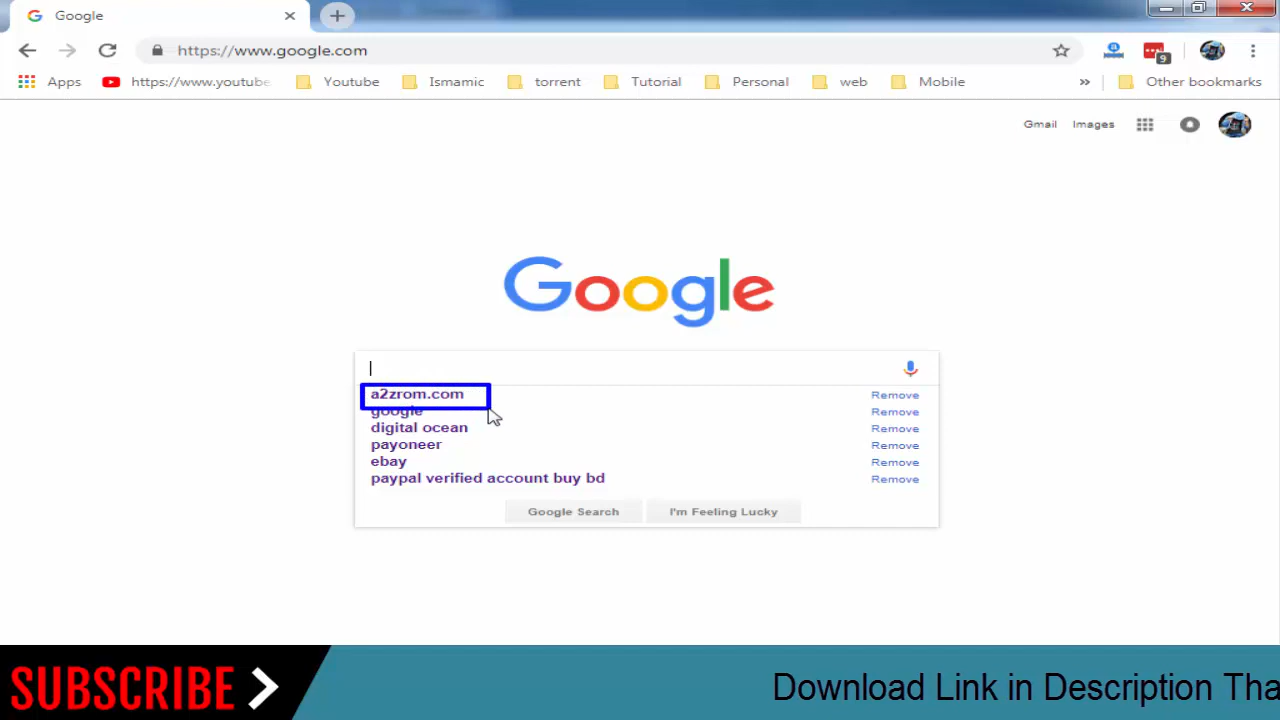 Google
https://www.google.com
9
Apps https://www.youtube Youtube Ismamic torrent Tutorial Personal web Mobile » Other bookmarks
Gmail Images
Google
a2zrom.com Remove
google Remove
digital ocean Remove
payoneer Remove
ebay Remove
paypal verified account buy bd Remove
Google Search I'm Feeling Lucky
SUBSCRIBE Download Link in Description Tha